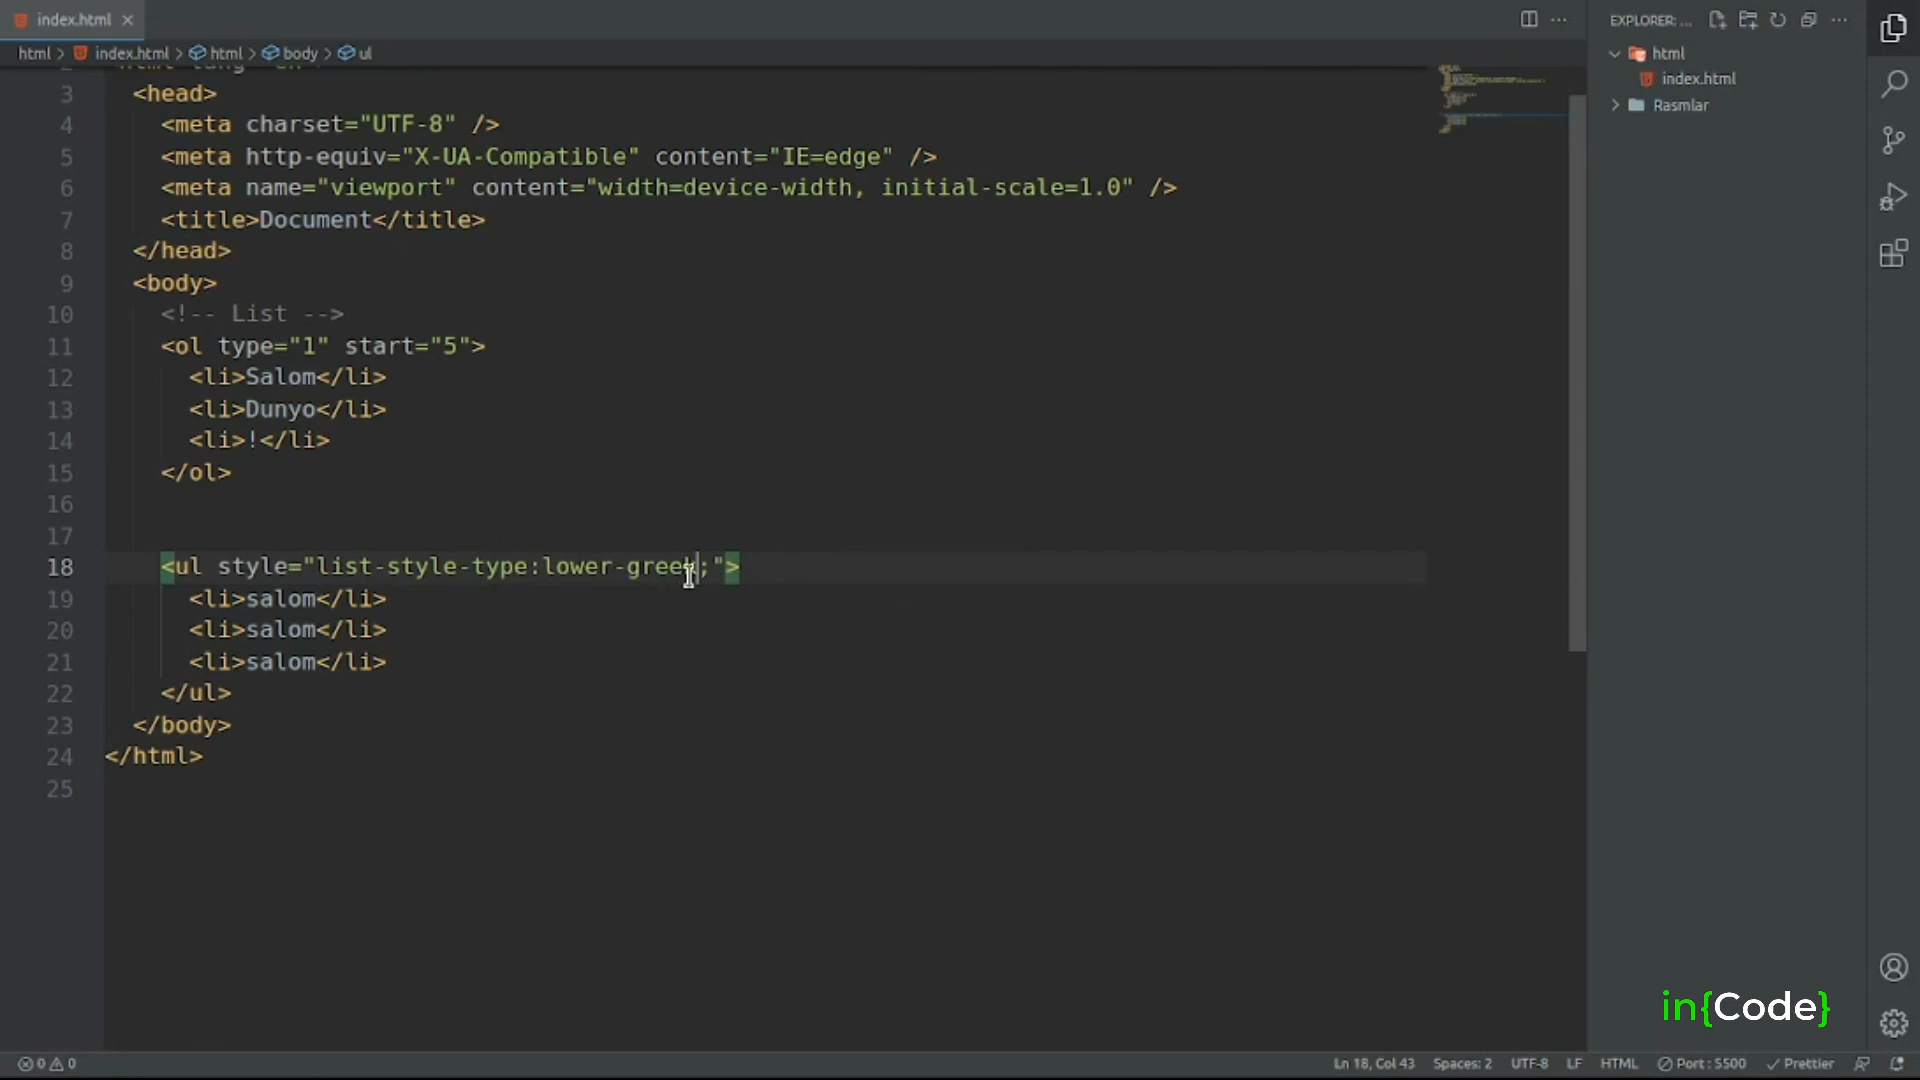 index.html
EXPLORER: ...
html > index.html > html > body > ul
html
index.html
Rasmlar
3 <head>
4 <meta charset="UTF-8" />
5 <meta http-equiv="X-UA-Compatible" content="IE=edge" />
6 <meta name="viewport" content="width=device-width, initial-scale=1.0" />
7 <title>Document</title>
8 </head>
9 <body>
10 <!-- List -->
11 <ol type="1" start="5">
12 <li>Salom</li>
13 <li>Dunyo</li>
14 <li>!</li>
15 </ol>
16
17
18 <ul style="list-style-type:lower-greek;">
19 <li>salom</li>
20 <li>salom</li>
21 <li>salom</li>
22 </ul>
23 </body>
24 </html>
25
in{Code}
0 0 Ln 18, Col 43 Spaces: 2 UTF-8 LF HTML Port : 5500 Prettier